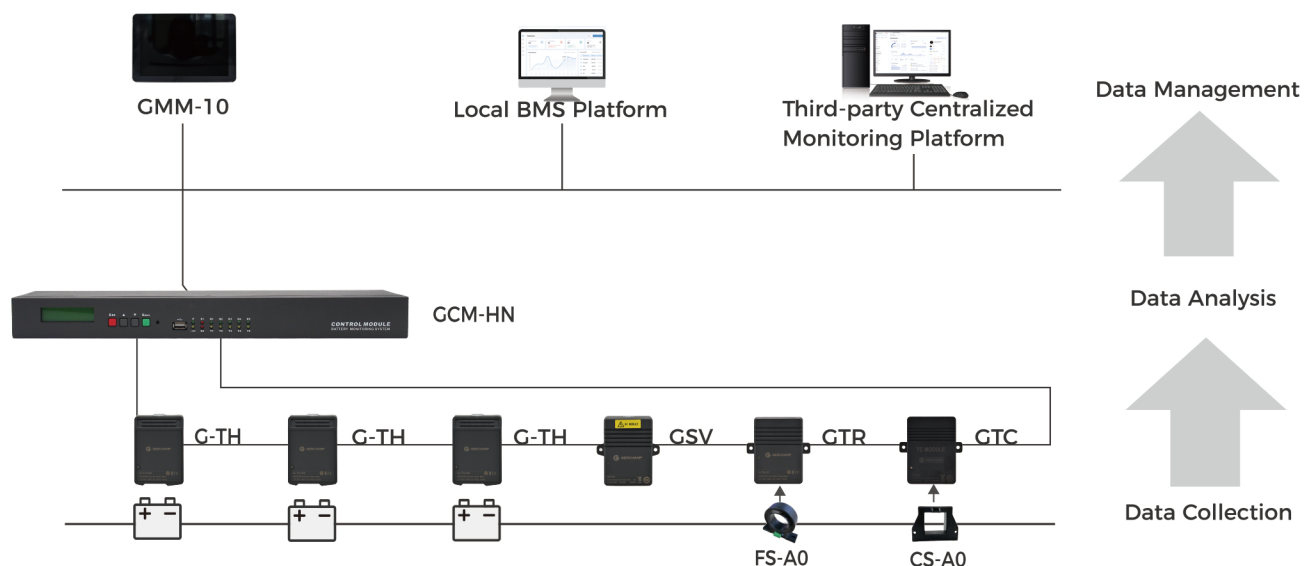 GMM-10
Local BMS Platform
Third-party Centralized
Monitoring Platform
Data Management
GCM-HN
CONTROL MODULE
BATTERY MONITORING SYSTEM
Data Analysis
G-TH
G-TH
G-TH
GSV
GTR
GTC
+ −
+ −
+ −
FS-A0
CS-A0
Data Collection